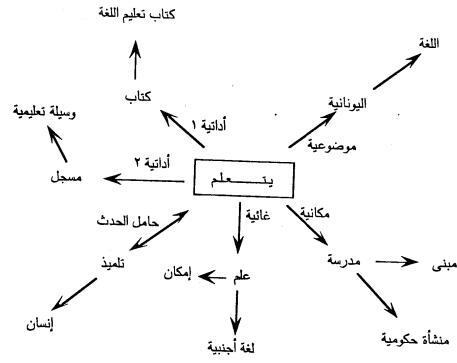 كتاب تعليم اللغة
اللغة
كتاب
اليونانية
وسيلة تعليمية
أداتية ١
موضوعية
مسجل
أداتية ٢
يتـــــعلم
حامل الحدث
غائية
مكانية
تلميذ
إمكان
علم
مدرسة
مبنى
إنسان
لغة أجنبية
منشأة حكومية